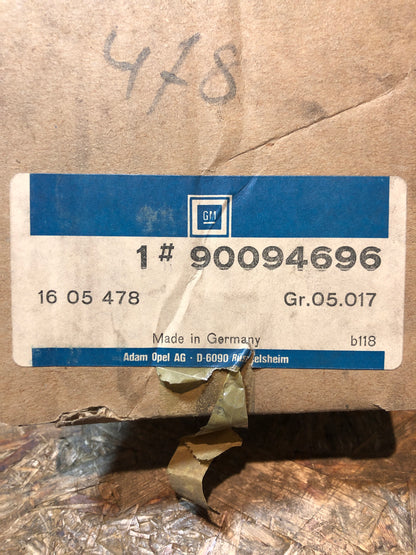 478
GM
1# 90094696
16 05 478 Gr.05.017
Made in Germany b118
Adam Opel AG · D-6090 Rüsselsheim